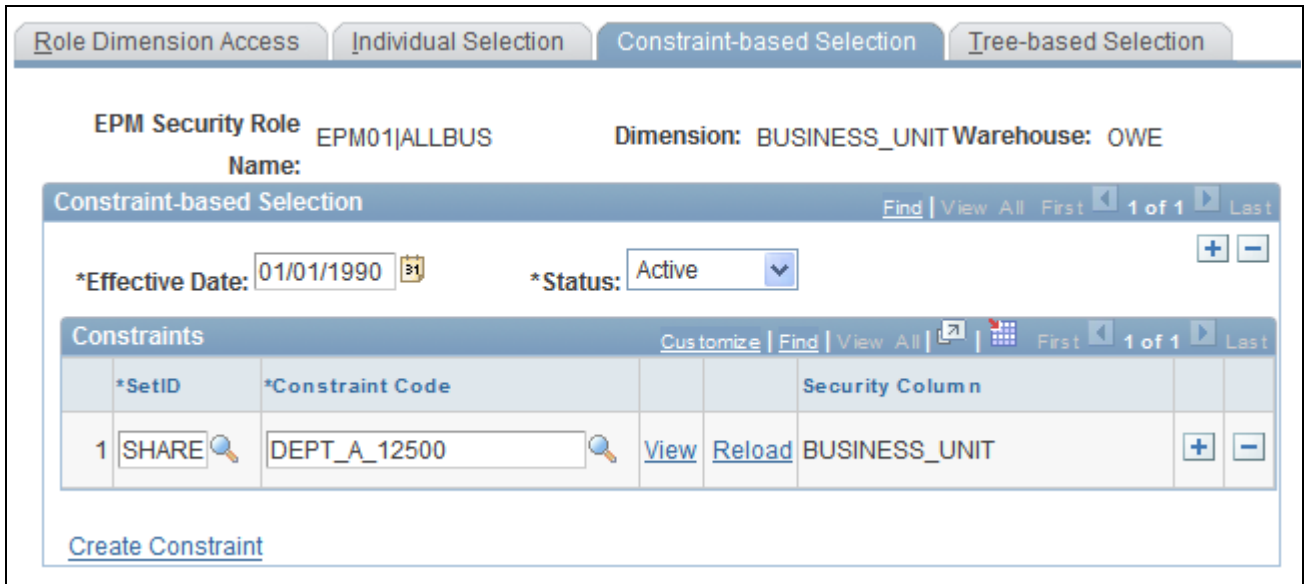 Role Dimension Access Individual Selection Constraint-based Selection Tree-based Selection
EPM Security Role Name: EPM01|ALLBUS Dimension: BUSINESS_UNIT Warehouse: OWE
Constraint-based Selection Find | View All First 1 of 1 Last
*Effective Date: 01/01/1990 31 *Status: Active
Constraints Customize | Find | View All | | First 1 of 1 Last
*SetID *Constraint Code Security Column
1 SHARE DEPT_A_12500 View Reload BUSINESS_UNIT
Create Constraint